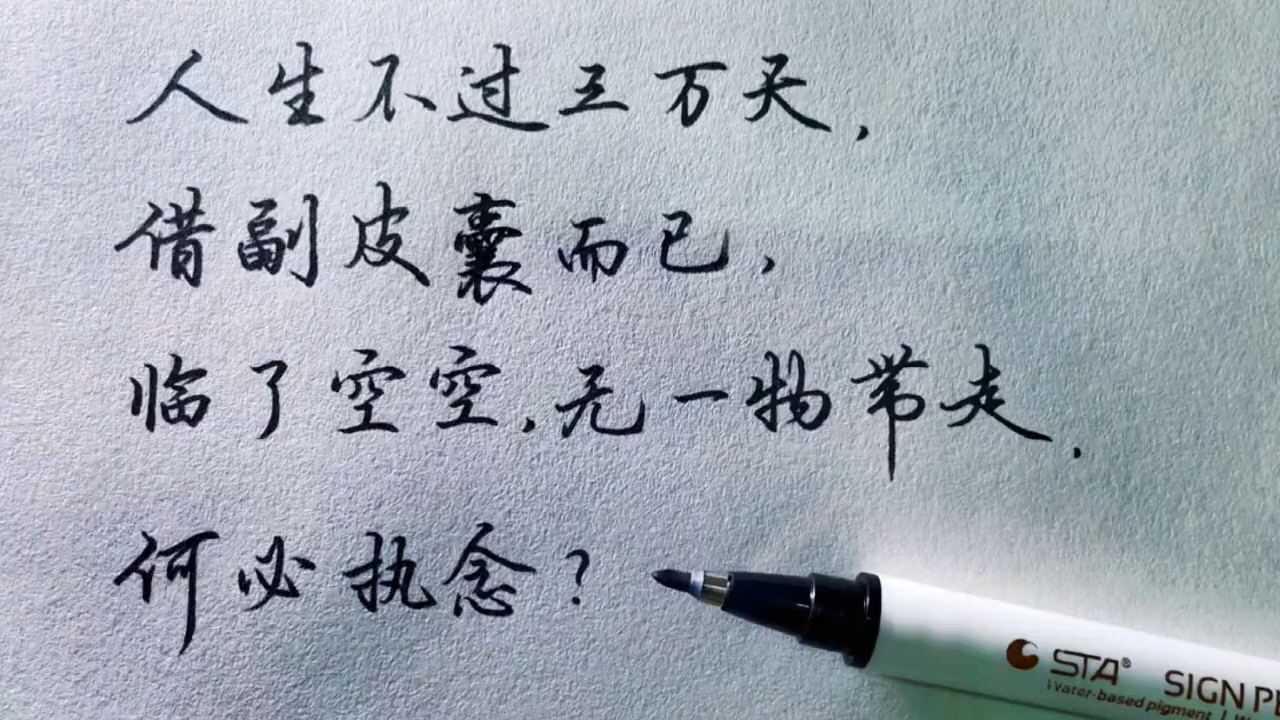 人生不过三万天,
借副皮囊而已,
临了空空,无一物带走.
何必执念?
STA® SIGN PE
Water-based pigment